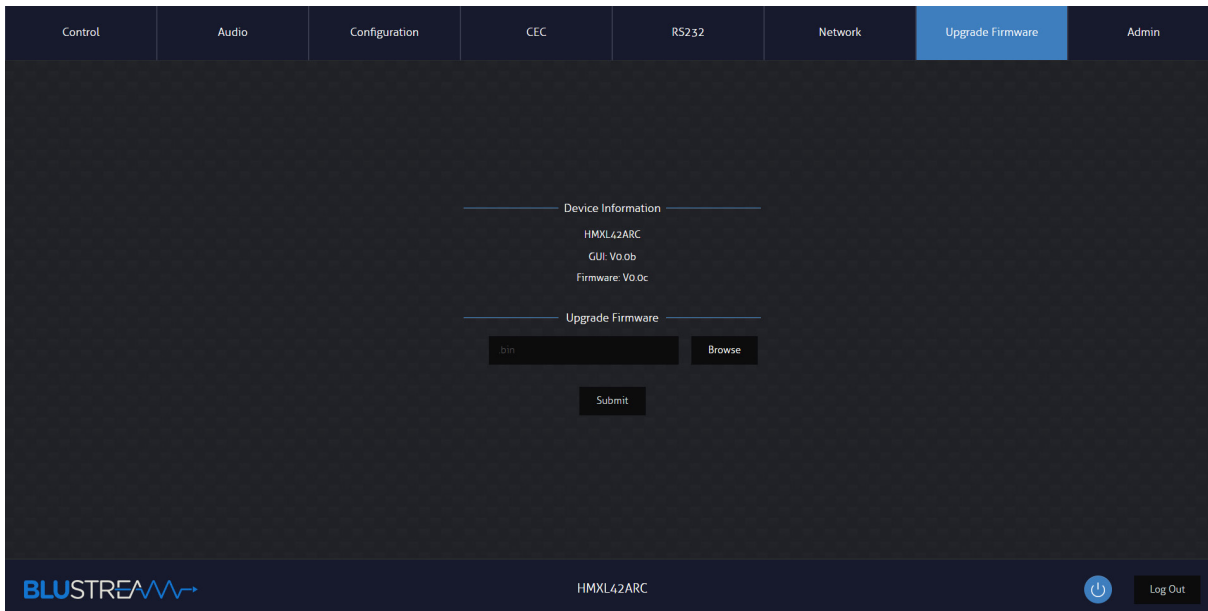 Control Audio Configuration CEC RS232 Network Upgrade Firmware Admin
Device Information
HMXL42ARC
GUI: V0.0b
Firmware: V0.0c
Upgrade Firmware
.bin Browse
Submit
BLUSTREAM HMXL42ARC Log Out